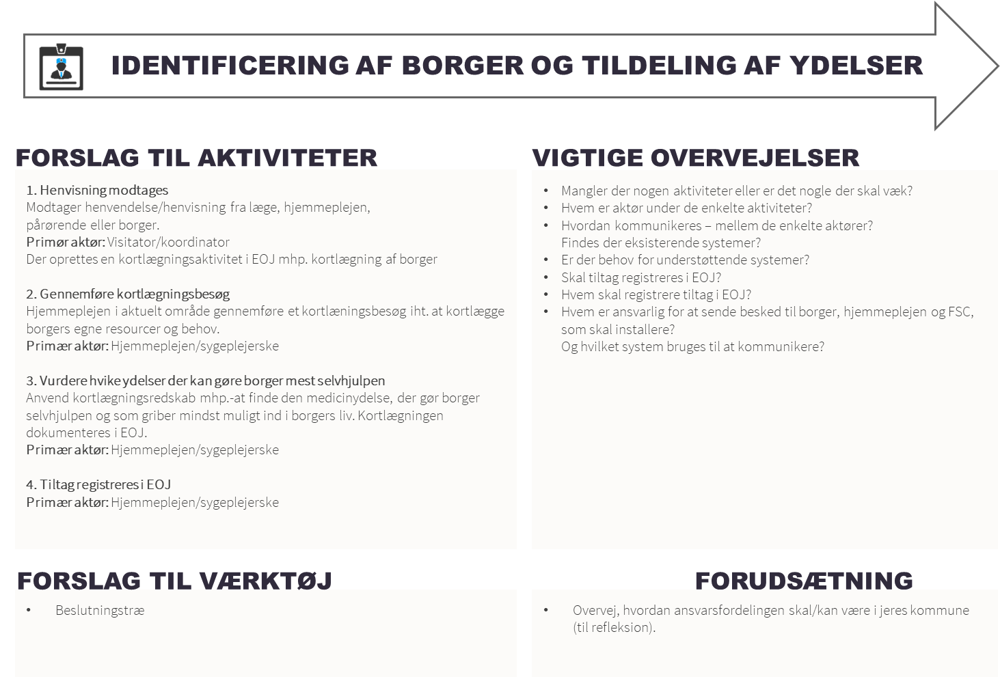 IDENTIFICERING AF BORGER OG TILDELING AF YDELSER
FORSLAG TIL AKTIVITETER
1. Henvisning modtages
Modtager henvendelse/henvisning fra læge, hjemmeplejen,
pårørende eller borger.
Primør aktør: Visitator/koordinator
Der oprettes en kortlægningsaktivitet i EOJ mhp. kortlægning af borger
2. Gennemføre kortlægningsbesøg
Hjemmeplejen i aktuelt område gennemføre et kortlæningsbesøg iht. at kortlægge
borgers egne resourcer og behov.
Primær aktør: Hjemmeplejen/sygeplejerske
3. Vurdere hvike ydelser der kan gøre borger mest selvhjulpen
Anvend kortlægningsredskab mhp.-at finde den medicinydelse, der gør borger
selvhjulpen og som griber mindst muligt ind i borgers liv. Kortlægningen
dokumenteres i EOJ.
Primær aktør: Hjemmeplejen/sygeplejerske
4. Tiltag registreres i EOJ
Primær aktør: Hjemmeplejen/sygeplejerske
VIGTIGE OVERVEJELSER
• Mangler der nogen aktiviteter eller er det nogle der skal væk?
• Hvem er aktør under de enkelte aktiviteter?
• Hvordan kommunikeres – mellem de enkelte aktører?
Findes der eksisterende systemer?
• Er der behov for understøttende systemer?
• Skal tiltag registreres i EOJ?
• Hvem skal registrere tiltag i EOJ?
• Hvem er ansvarlig for at sende besked til borger, hjemmeplejen og FSC,
som skal installere?
Og hvilket system bruges til at kommunikere?
FORSLAG TIL VÆRKTØJ
• Beslutningstræ
FORUDSÆTNING
• Overvej, hvordan ansvarsfordelingen skal/kan være i jeres kommune
(til refleksion).